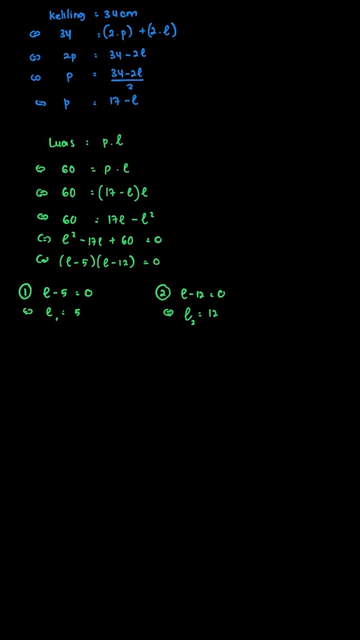 keliling = 34 cm
⇔ 34 = (2.p) + (2.l)
⇔ 2p = 34 - 2l
⇔ p = (34-2l)/2
⇔ p = 17 - l
Luas = p.l
⇔ 60 = p.l
⇔ 60 = (17 - l)l
⇔ 60 = 17l - l²
⇔ l² - 17l + 60 = 0
⇔ (l - 5)(l - 12) = 0
① l - 5 = 0 ② l - 12 = 0
⇔ l₁ = 5 ⇔ l₂ = 12